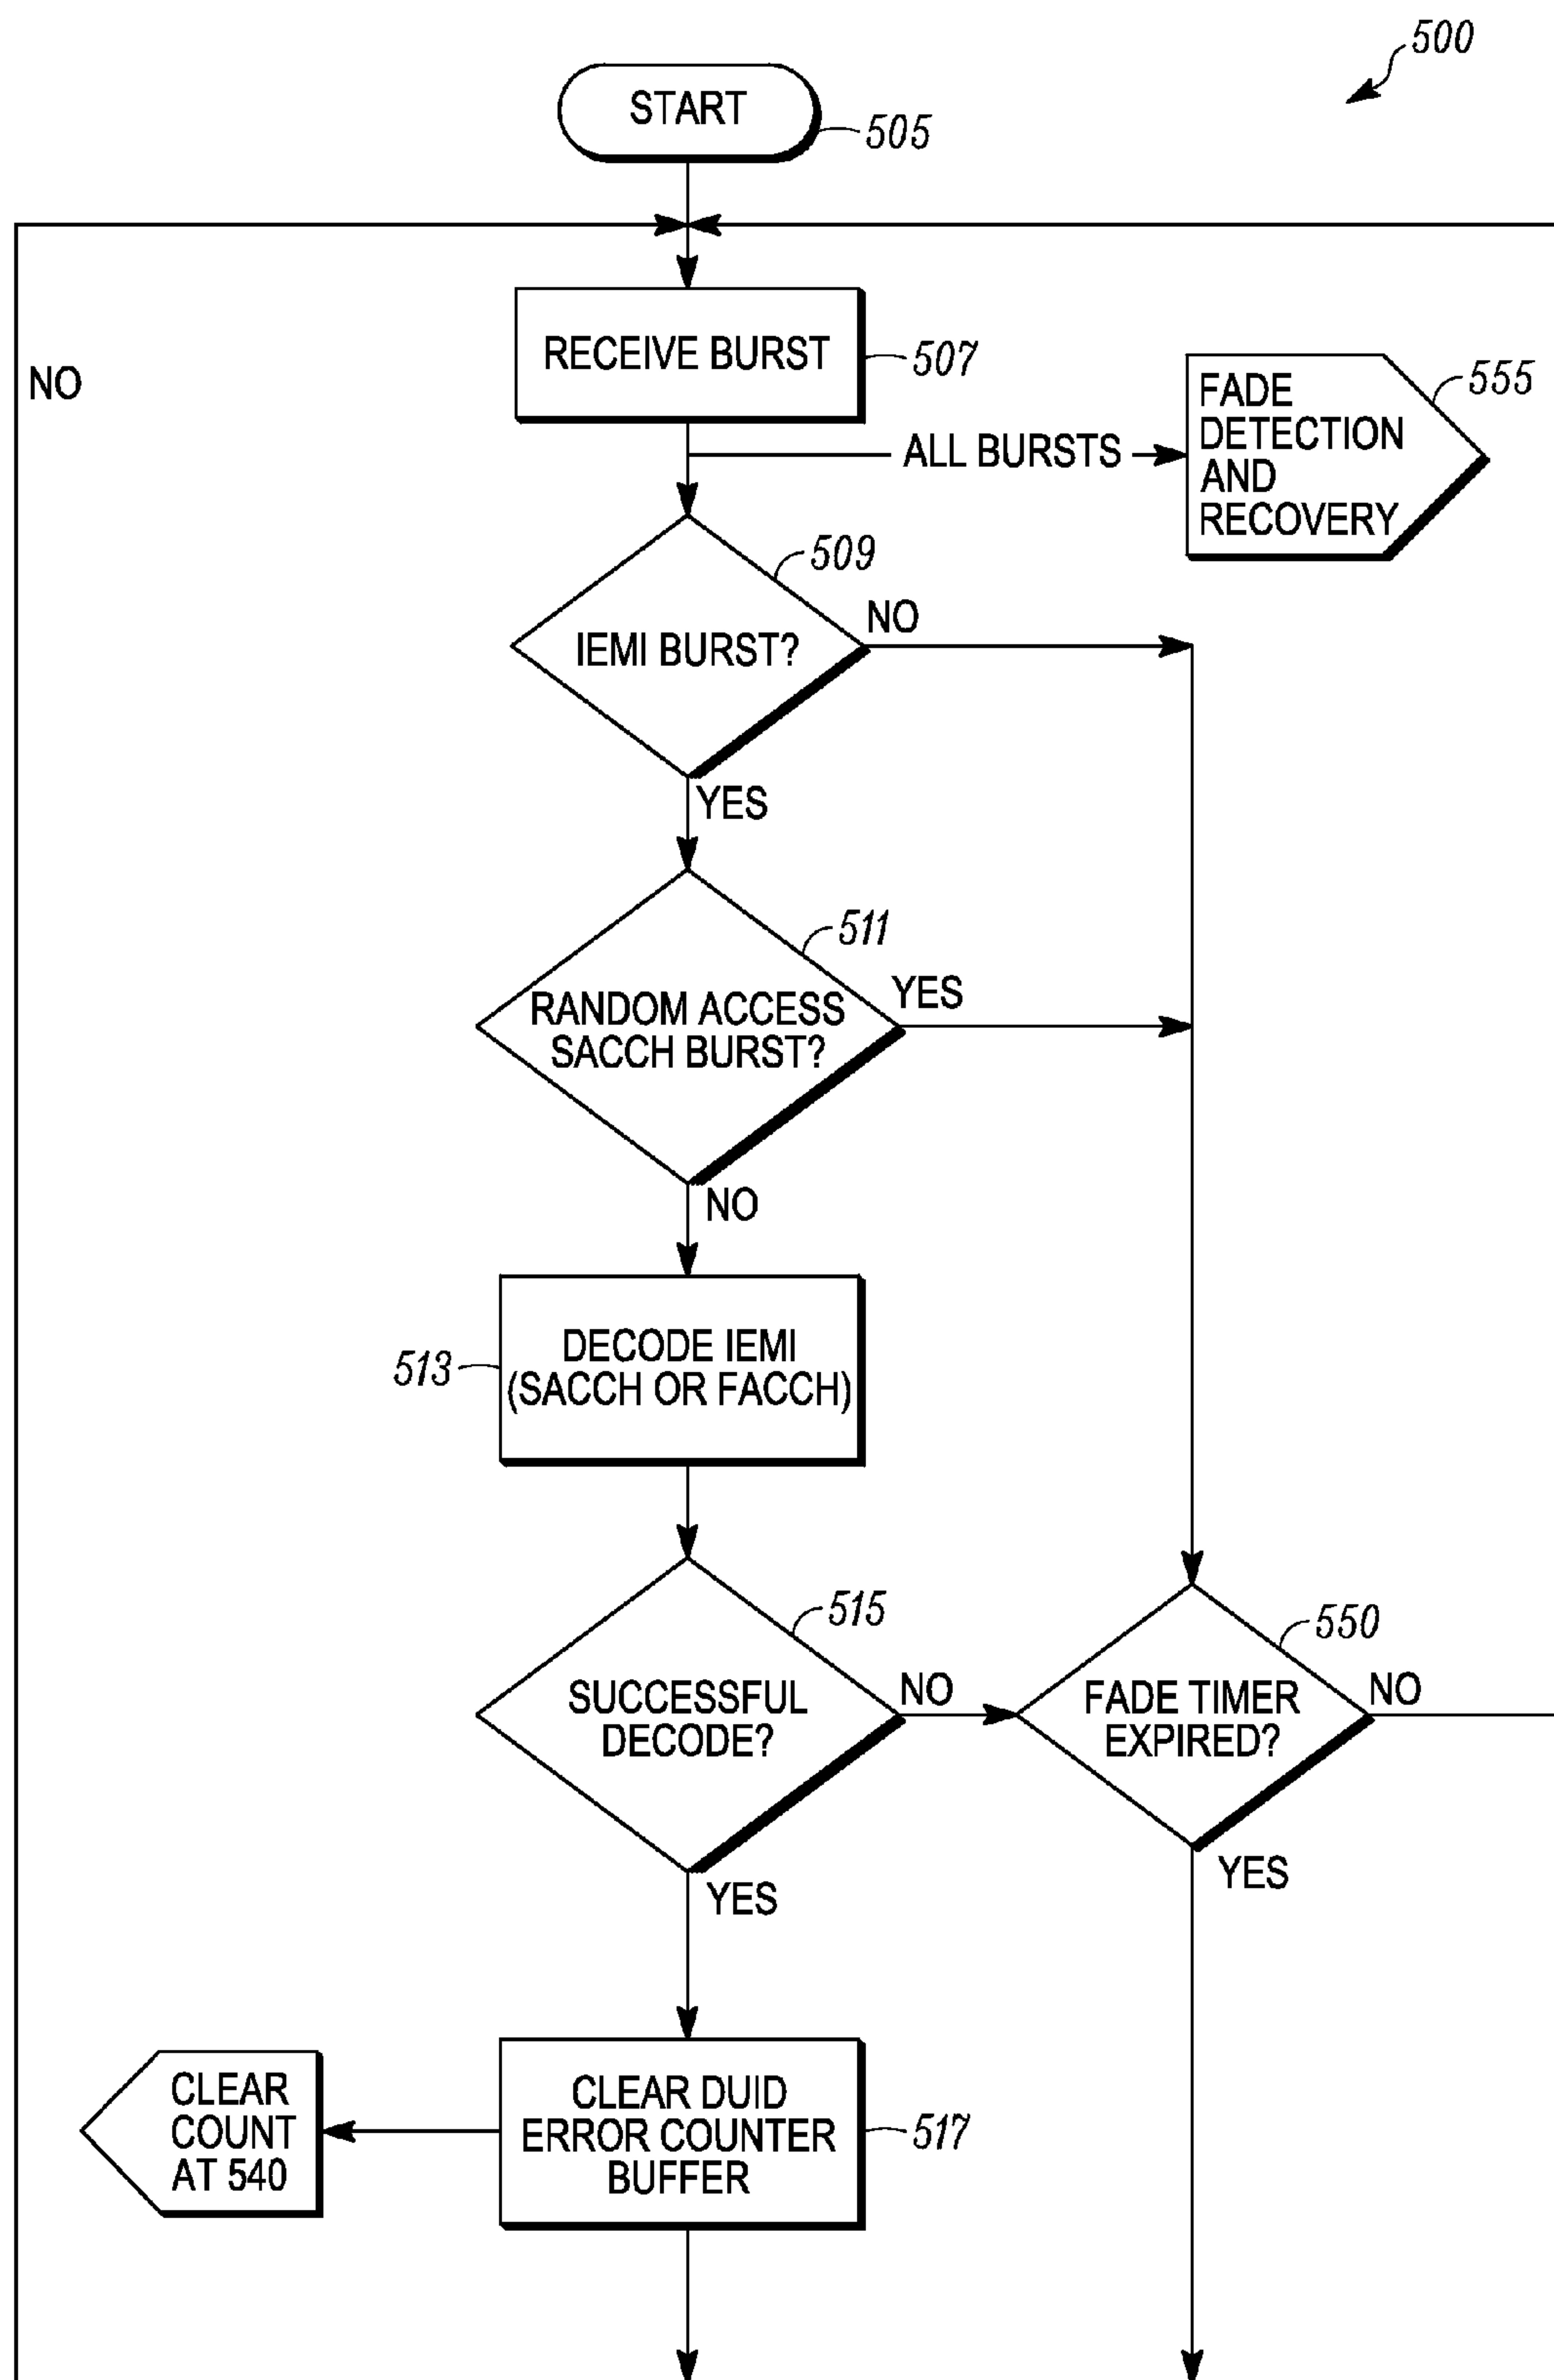 500
START
505
RECEIVE BURST
507
NO
ALL BURSTS
FADE
DETECTION
AND
RECOVERY
555
509
IEMI BURST?
NO
YES
511
RANDOM ACCESS
SACCH BURST?
YES
NO
513
DECODE IEMI
(SACCH OR FACCH)
515
SUCCESSFUL
DECODE?
NO
YES
550
FADE TIMER
EXPIRED?
NO
YES
CLEAR
COUNT
AT 540
CLEAR DUID
ERROR COUNTER
BUFFER
517